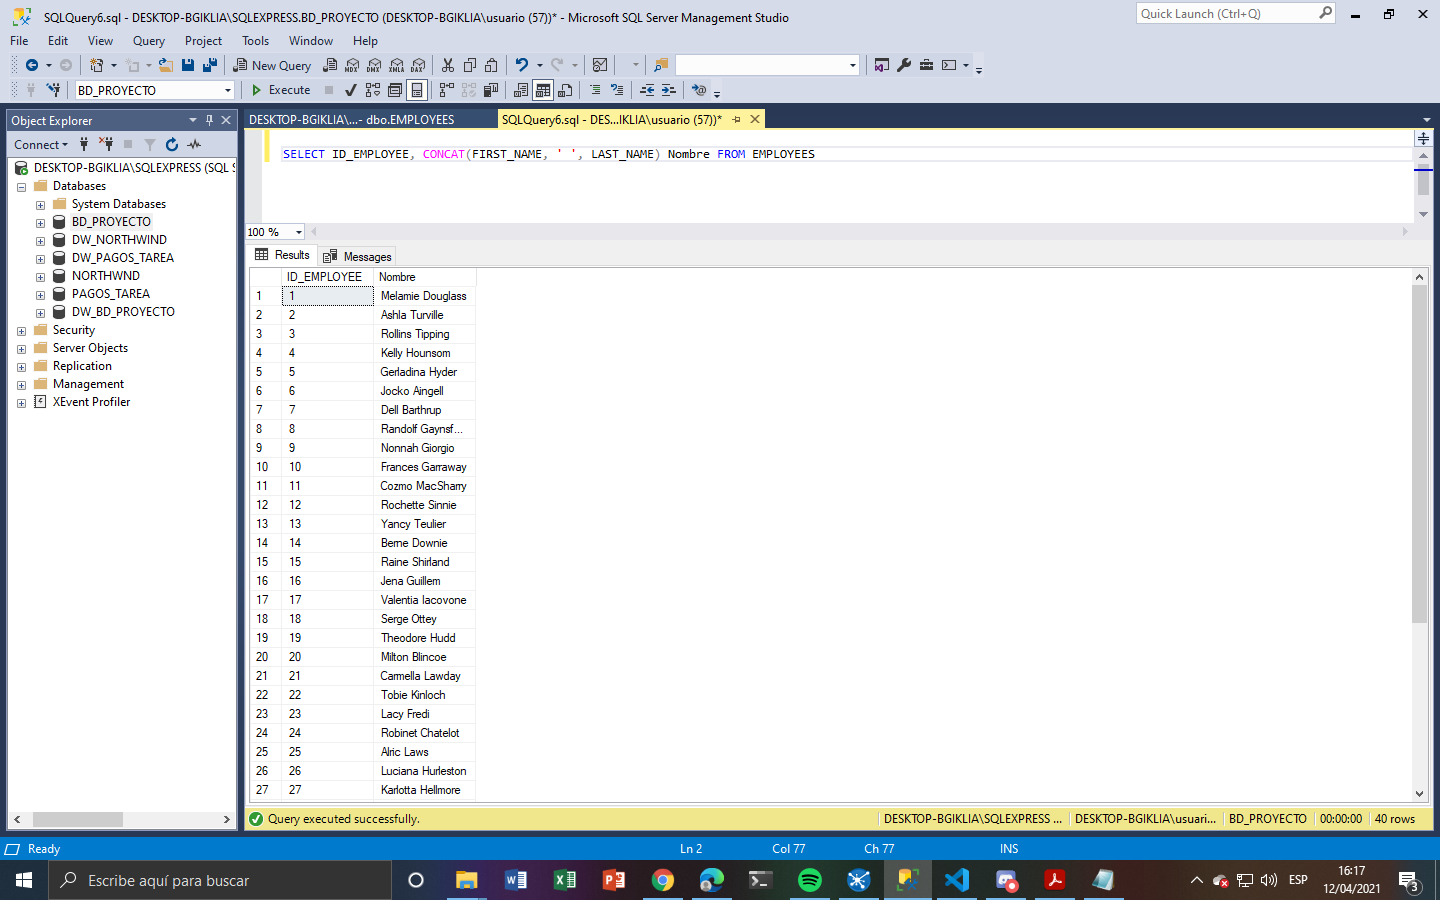 SQLQuery6.sql - DESKTOP-BGIKLIA\SQLEXPRESS.BD_PROYECTO (DESKTOP-BGIKLIA\usuario (57))* - Microsoft SQL Server Management Studio
Quick Launch (Ctrl+Q)
File Edit View Query Project Tools Window Help
New Query MDX DMX XMLA DAX
BD_PROYECTO Execute
Object Explorer
DESKTOP-BGIKLIA\...- dbo.EMPLOYEES
SQLQuery6.sql - DES...IKLIA\usuario (57))*
Connect
DESKTOP-BGIKLIA\SQLEXPRESS (SQL S
Databases
System Databases
BD_PROYECTO
DW_NORTHWIND
DW_PAGOS_TAREA
NORTHWND
PAGOS_TAREA
DW_BD_PROYECTO
Security
Server Objects
Replication
Management
XEvent Profiler
SELECT ID_EMPLOYEE, CONCAT(FIRST_NAME, ' ', LAST_NAME) Nombre FROM EMPLOYEES
100 %
Results Messages
ID_EMPLOYEE Nombre
1 1 Melamie Douglass
2 2 Ashla Turville
3 3 Rollins Tipping
4 4 Kelly Hounsom
5 5 Gerladina Hyder
6 6 Jocko Aingell
7 7 Dell Barthrup
8 8 Randolf Gaynsf...
9 9 Nonnah Giorgio
10 10 Frances Garraway
11 11 Cozmo MacSharry
12 12 Rochette Sinnie
13 13 Yancy Teulier
14 14 Berne Downie
15 15 Raine Shirland
16 16 Jena Guillem
17 17 Valentia Iacovone
18 18 Serge Ottey
19 19 Theodore Hudd
20 20 Milton Blincoe
21 21 Carmella Lawday
22 22 Tobie Kinloch
23 23 Lacy Fredi
24 24 Robinet Chatelot
25 25 Alric Laws
26 26 Luciana Hurleston
27 27 Karlotta Hellmore
Query executed successfully.
DESKTOP-BGIKLIA\SQLEXPRESS ... DESKTOP-BGIKLIA\usuari... BD_PROYECTO 00:00:00 40 rows
Ready Ln 2 Col 77 Ch 77 INS
Escribe aquí para buscar
ESP
16:17
12/04/2021
3